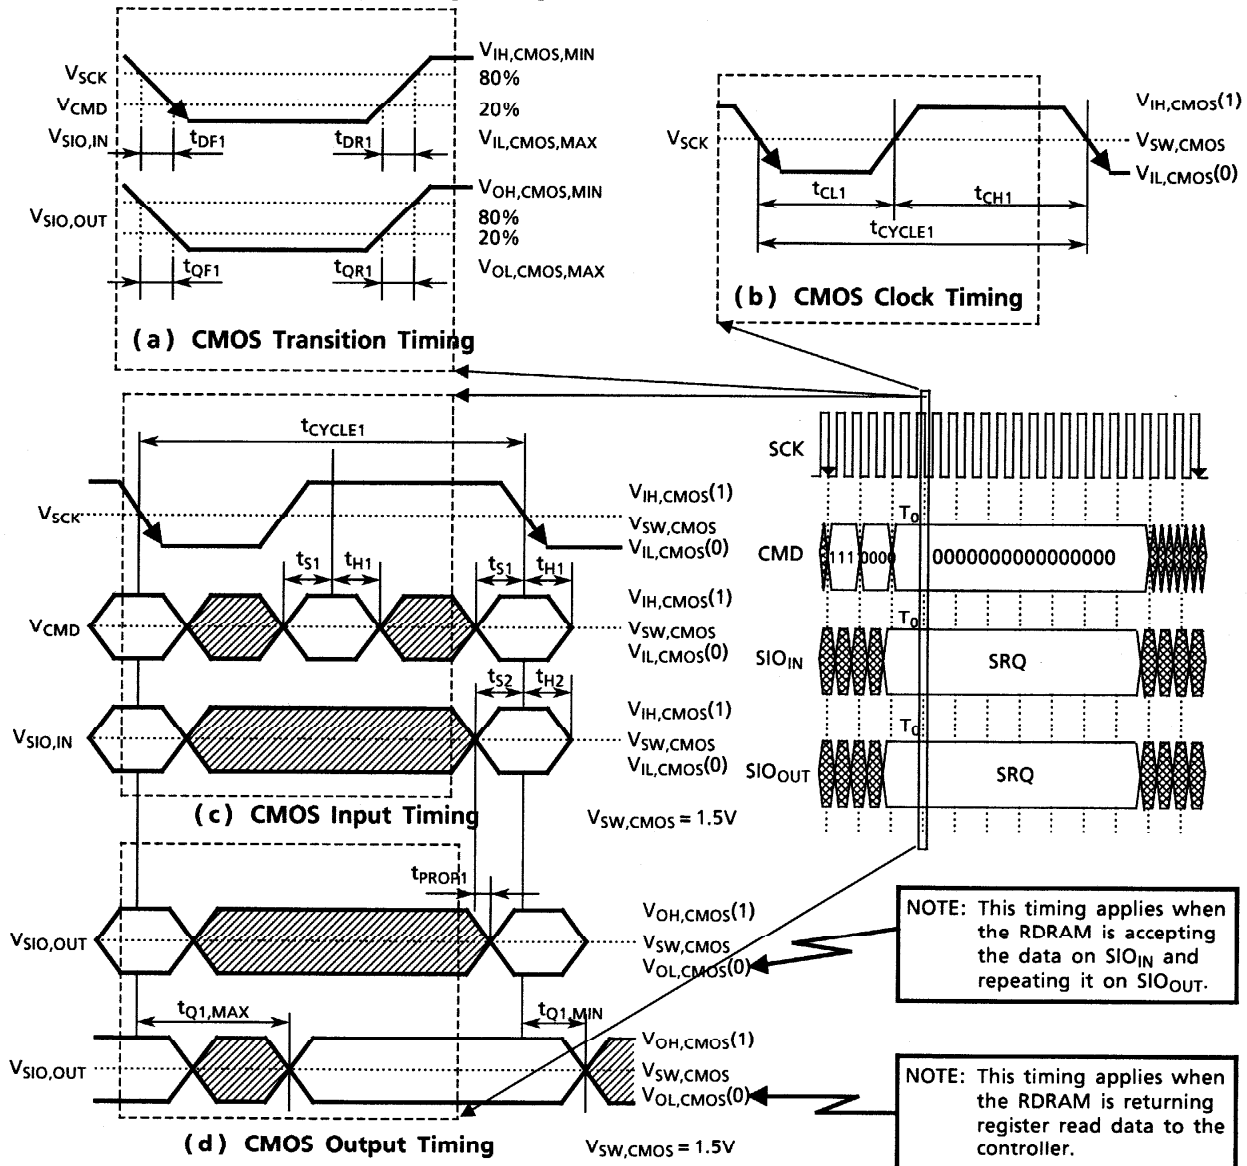 V_IH,CMOS,MIN
V_SCK
80%
V_CMD
20%
V_SIO,IN
t_DF1
t_DR1
V_IL,CMOS,MAX
V_OH,CMOS,MIN
V_SIO,OUT
80%
20%
t_QF1
t_QR1
V_OL,CMOS,MAX
(a) CMOS Transition Timing
V_IH,CMOS(1)
V_SCK
V_SW,CMOS
V_IL,CMOS(0)
t_CL1
t_CH1
t_CYCLE1
(b) CMOS Clock Timing
t_CYCLE1
V_IH,CMOS(1)
V_SCK
V_SW,CMOS
V_IL,CMOS(0)
t_S1
t_H1
t_S1
t_H1
V_IH,CMOS(1)
V_CMD
V_SW,CMOS
V_IL,CMOS(0)
t_S2
t_H2
V_IH,CMOS(1)
V_SIO,IN
V_SW,CMOS
V_IL,CMOS(0)
(c) CMOS Input Timing
V_SW,CMOS = 1.5V
SCK
T_0
CMD
111
0000
0000000000000000
T_0
SIO_IN
SRQ
T_0
SIO_OUT
SRQ
t_PROP1
V_OH,CMOS(1)
V_SIO,OUT
V_SW,CMOS
V_OL,CMOS(0)
t_Q1,MAX
t_Q1,MIN
V_OH,CMOS(1)
V_SIO,OUT
V_SW,CMOS
V_OL,CMOS(0)
(d) CMOS Output Timing
V_SW,CMOS = 1.5V
NOTE: This timing applies when
the RDRAM is accepting
the data on SIO_IN and
repeating it on SIO_OUT.
NOTE: This timing applies when
the RDRAM is returning
register read data to the
controller.